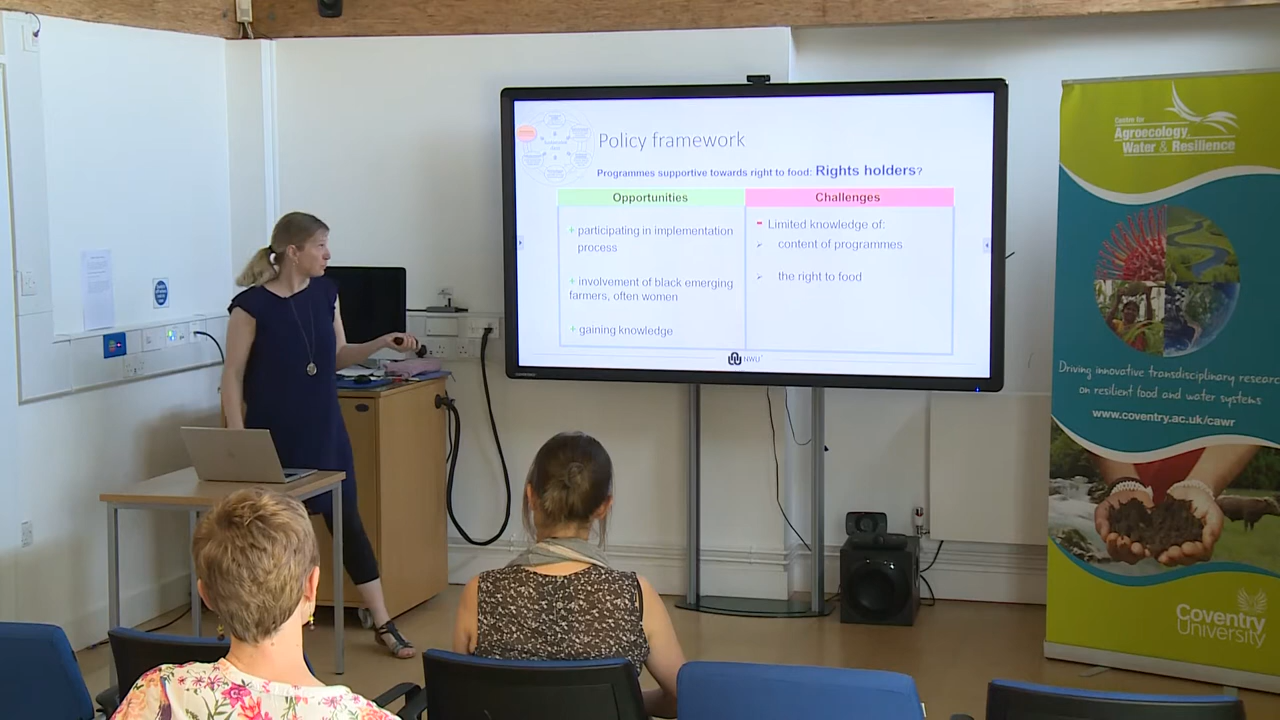 Policy framework
Programmes supportive towards right to food: Rights holders?
Opportunities
Challenges
+ participating in implementation
process
+ involvement of black emerging
farmers, often women
+ gaining knowledge
- Limited knowledge of:
➢ content of programmes
➢ the right to food
NWU
Centre for
Agroecology,
Water & Resilience
Driving innovative transdisciplinary researc
on resilient food and water systems
www.coventry.ac.uk/cawr
Coventry
University